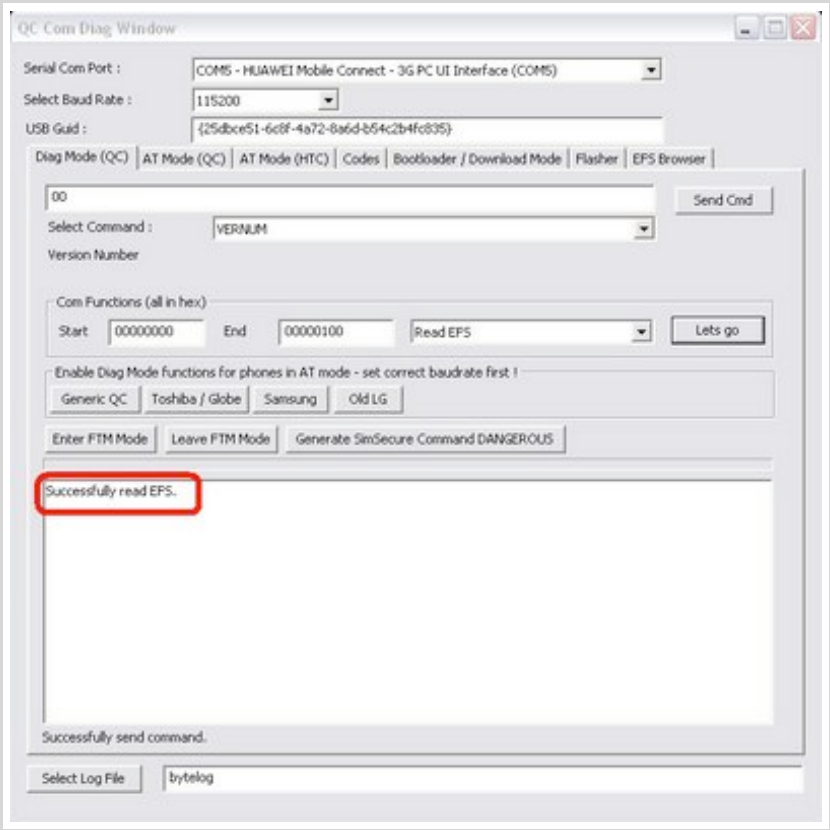 QC Com Diag Window
Serial Com Port : COM5 - HUAWEI Mobile Connect - 3G PC UI Interface (COM5)
Select Baud Rate : 115200
USB Guid : {25dbce51-6c8f-4a72-8a6d-b54c2b4fc835}
Diag Mode (QC) AT Mode (QC) AT Mode (HTC) Codes Bootloader / Download Mode Flasher EFS Browser
00 Send Cmd
Select Command : VERNUM
Version Number
Com Functions (all in hex)
Start 00000000 End 00000100 Read EFS Lets go
Enable Diag Mode functions for phones in AT mode - set correct baudrate first !
Generic QC Toshiba / Globe Samsung Old LG
Enter FTM Mode Leave FTM Mode Generate SimSecure Command DANGEROUS
Successfully read EFS.
Successfully send command.
Select Log File bytelog